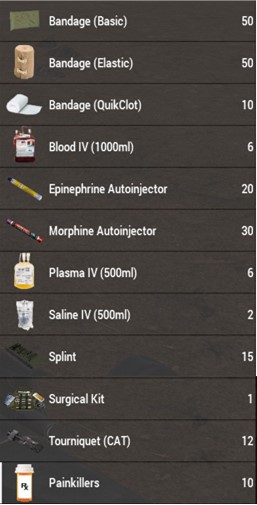 Bandage (Basic) 50
Bandage (Elastic) 50
Bandage (QuikClot) 10
Blood IV (1000ml) 6
Epinephrine Autoinjector 20
Morphine Autoinjector 30
Plasma IV (500ml) 6
Saline IV (500ml) 2
Splint 15
Surgical Kit 1
Tourniquet (CAT) 12
Painkillers 10